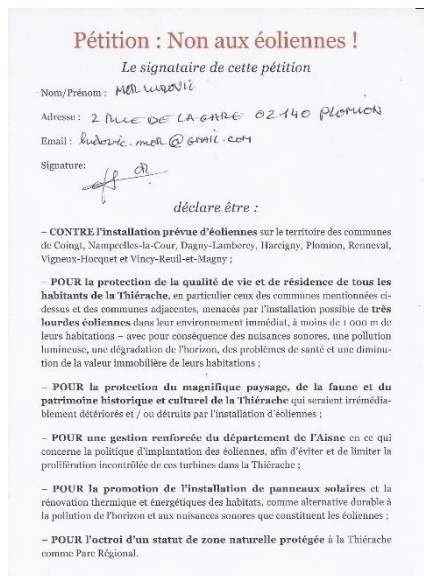 Pétition : Non aux éoliennes !
Le signataire de cette pétition
Nom/Prénom : MOR LUDOVIC
Adresse : 2 RUE DE LA GARE 02140 PLOMION
Email : ludovic.mor@gmail.com
Signature:
déclare être :
– CONTRE l'installation prévue d'éoliennes sur le territoire des communes
de Coingt, Nampcelles-la-Cour, Dagny-Lambercy, Harcigny, Plomion, Renneval,
Vigneux-Hocquet et Vincy-Reuil-et-Magny ;
– POUR la protection de la qualité de vie et de résidence de tous les
habitants de la Thiérache, en particulier ceux des communes mentionnées ci-
dessus et des communes adjacentes, menacés par l'installation possible de très
lourdes éoliennes dans leur environnement immédiat, à moins de 1 000 m de
leurs habitations – avec pour conséquence des nuisances sonores, une pollution
lumineuse, une dégradation de l'horizon, des problèmes de santé et une diminu-
tion de la valeur immobilière de leurs habitations ;
– POUR la protection du magnifique paysage, de la faune et du
patrimoine historique et culturel de la Thiérache qui seraient irrémédia-
blement détériorés et / ou détruits par l'installation d'éoliennes ;
– POUR une gestion renforcée du département de l'Aisne en ce qui
concerne la politique d'implantation des éoliennes, afin d'éviter et de limiter la
prolifération incontrôlée de ces turbines dans la Thiérache ;
– POUR la promotion de l'installation de panneaux solaires et la
rénovation thermique et énergétiques des habitats, comme alternative durable à
la pollution de l'horizon et aux nuisances sonores que constituent les éoliennes ;
– POUR l'octroi d'un statut de zone naturelle protégée à la Thiérache
comme Parc Régional.